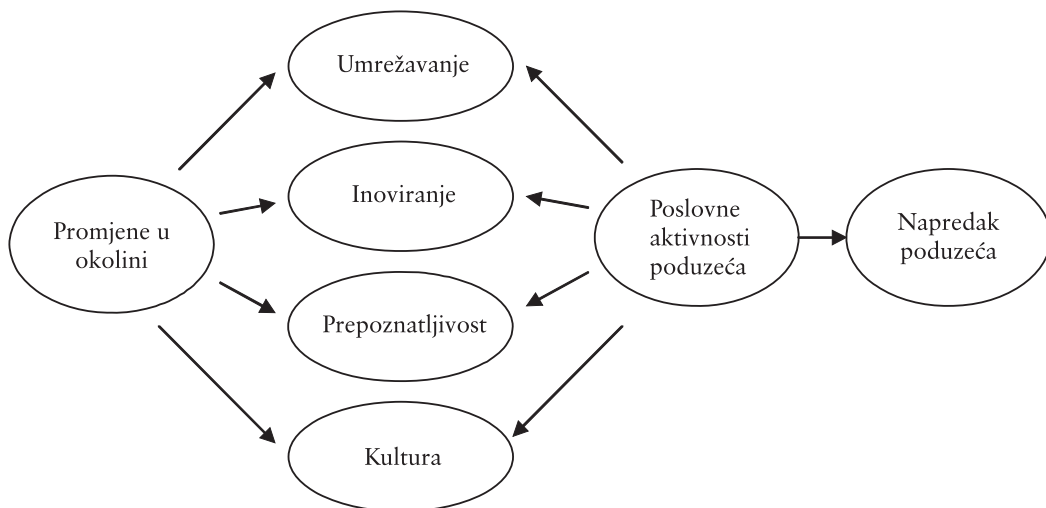 Umrežavanje
Inoviranje
Promjene u
okolini
Prepoznatljivost
Kultura
Poslovne
aktivnosti
poduzeća
Napredak
poduzeća